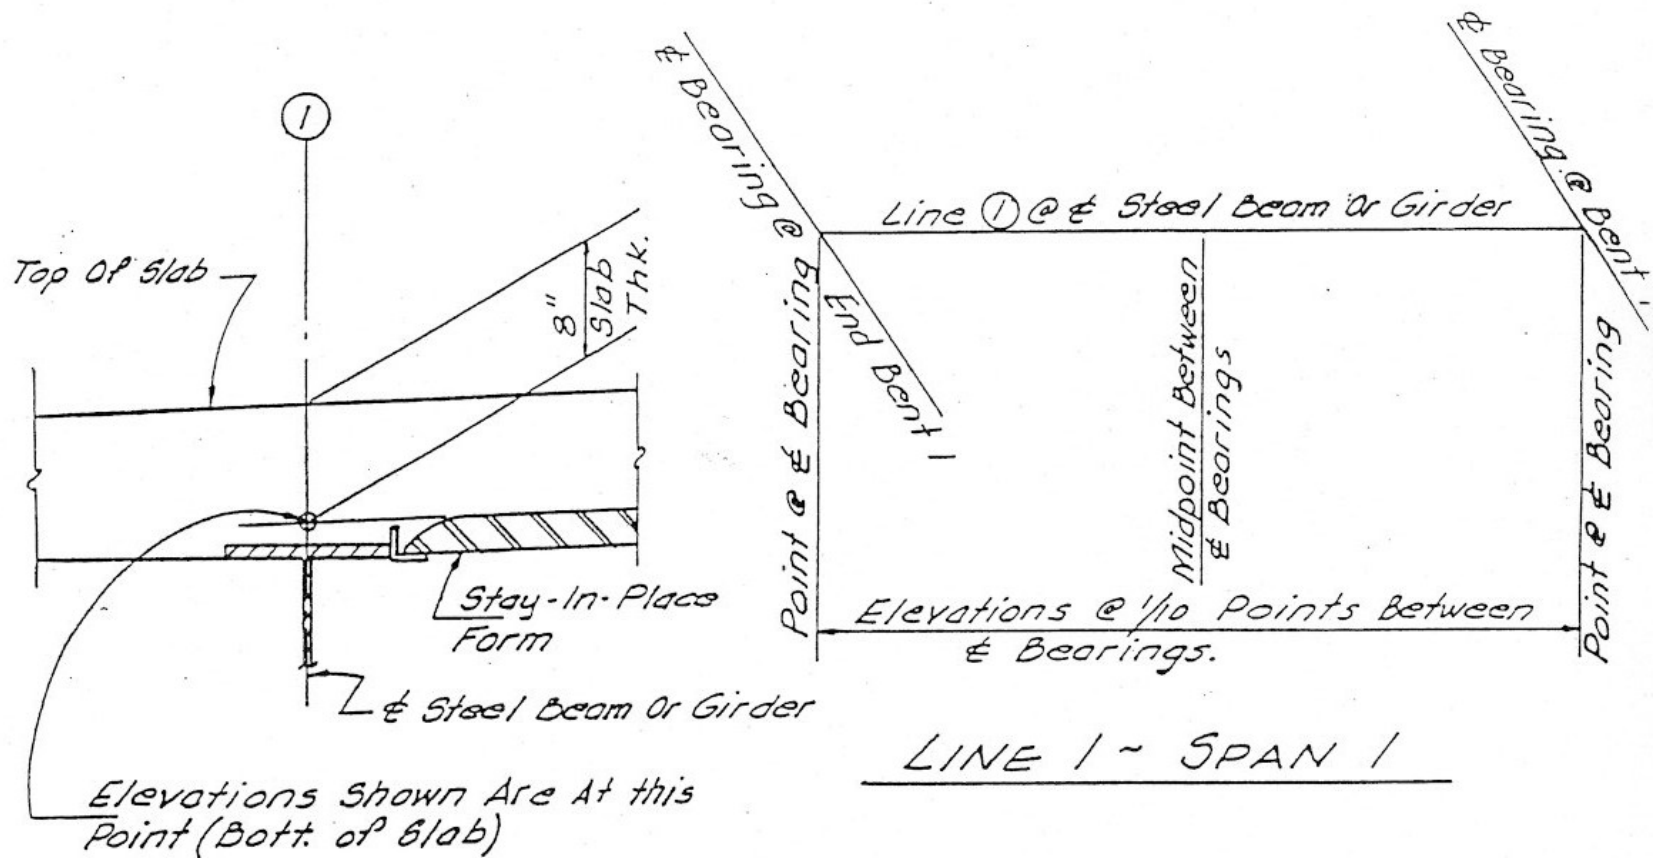 1
Top Of Slab
8"
Slab
Thk.
Stay-In-Place
Form
℄ Steel Beam Or Girder
Elevations Shown Are At this
Point (Bott. of Slab)
℄ Bearing @
End Bent 1
℄ Bearing @ Bent 1
Line 1 @ ℄ Steel Beam Or Girder
Point @ ℄ Bearing
Midpoint Between
℄ Bearings
Point @ ℄ Bearing
Elevations @ 1/10 Points Between
℄ Bearings.
LINE 1 ~ SPAN 1